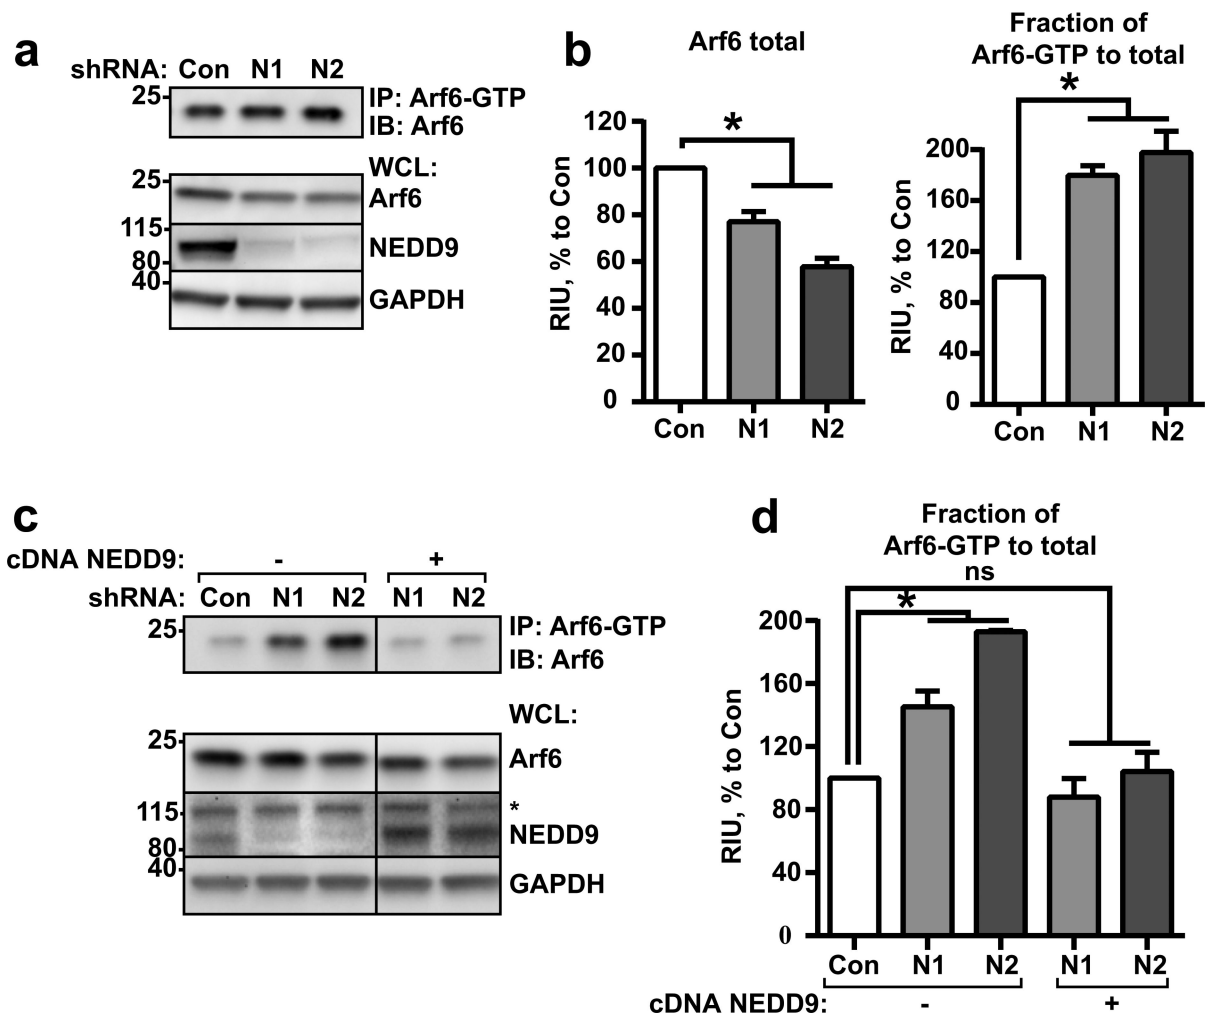 a
shRNA: Con N1 N2
25
IP: Arf6-GTP
IB: Arf6
WCL:
25
Arf6
115
NEDD9
80
40
GAPDH
b
Arf6 total
RIU, % to Con
120
100
80
60
40
20
0
*
Con N1 N2
Fraction of
Arf6-GTP to total
RIU, % to Con
200
160
120
80
40
0
*
Con N1 N2
c
cDNA NEDD9: - +
shRNA: Con N1 N2 N1 N2
25
IP: Arf6-GTP
IB: Arf6
WCL:
25
Arf6
115
*
NEDD9
80
40
GAPDH
d
Fraction of
Arf6-GTP to total
ns
*
RIU, % to Con
200
160
120
80
40
0
Con N1 N2 N1 N2
cDNA NEDD9: - +